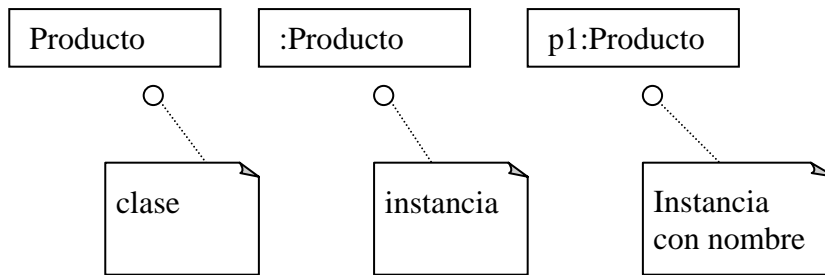 Producto
:Producto
p1:Producto
clase
instancia
Instancia
con nombre